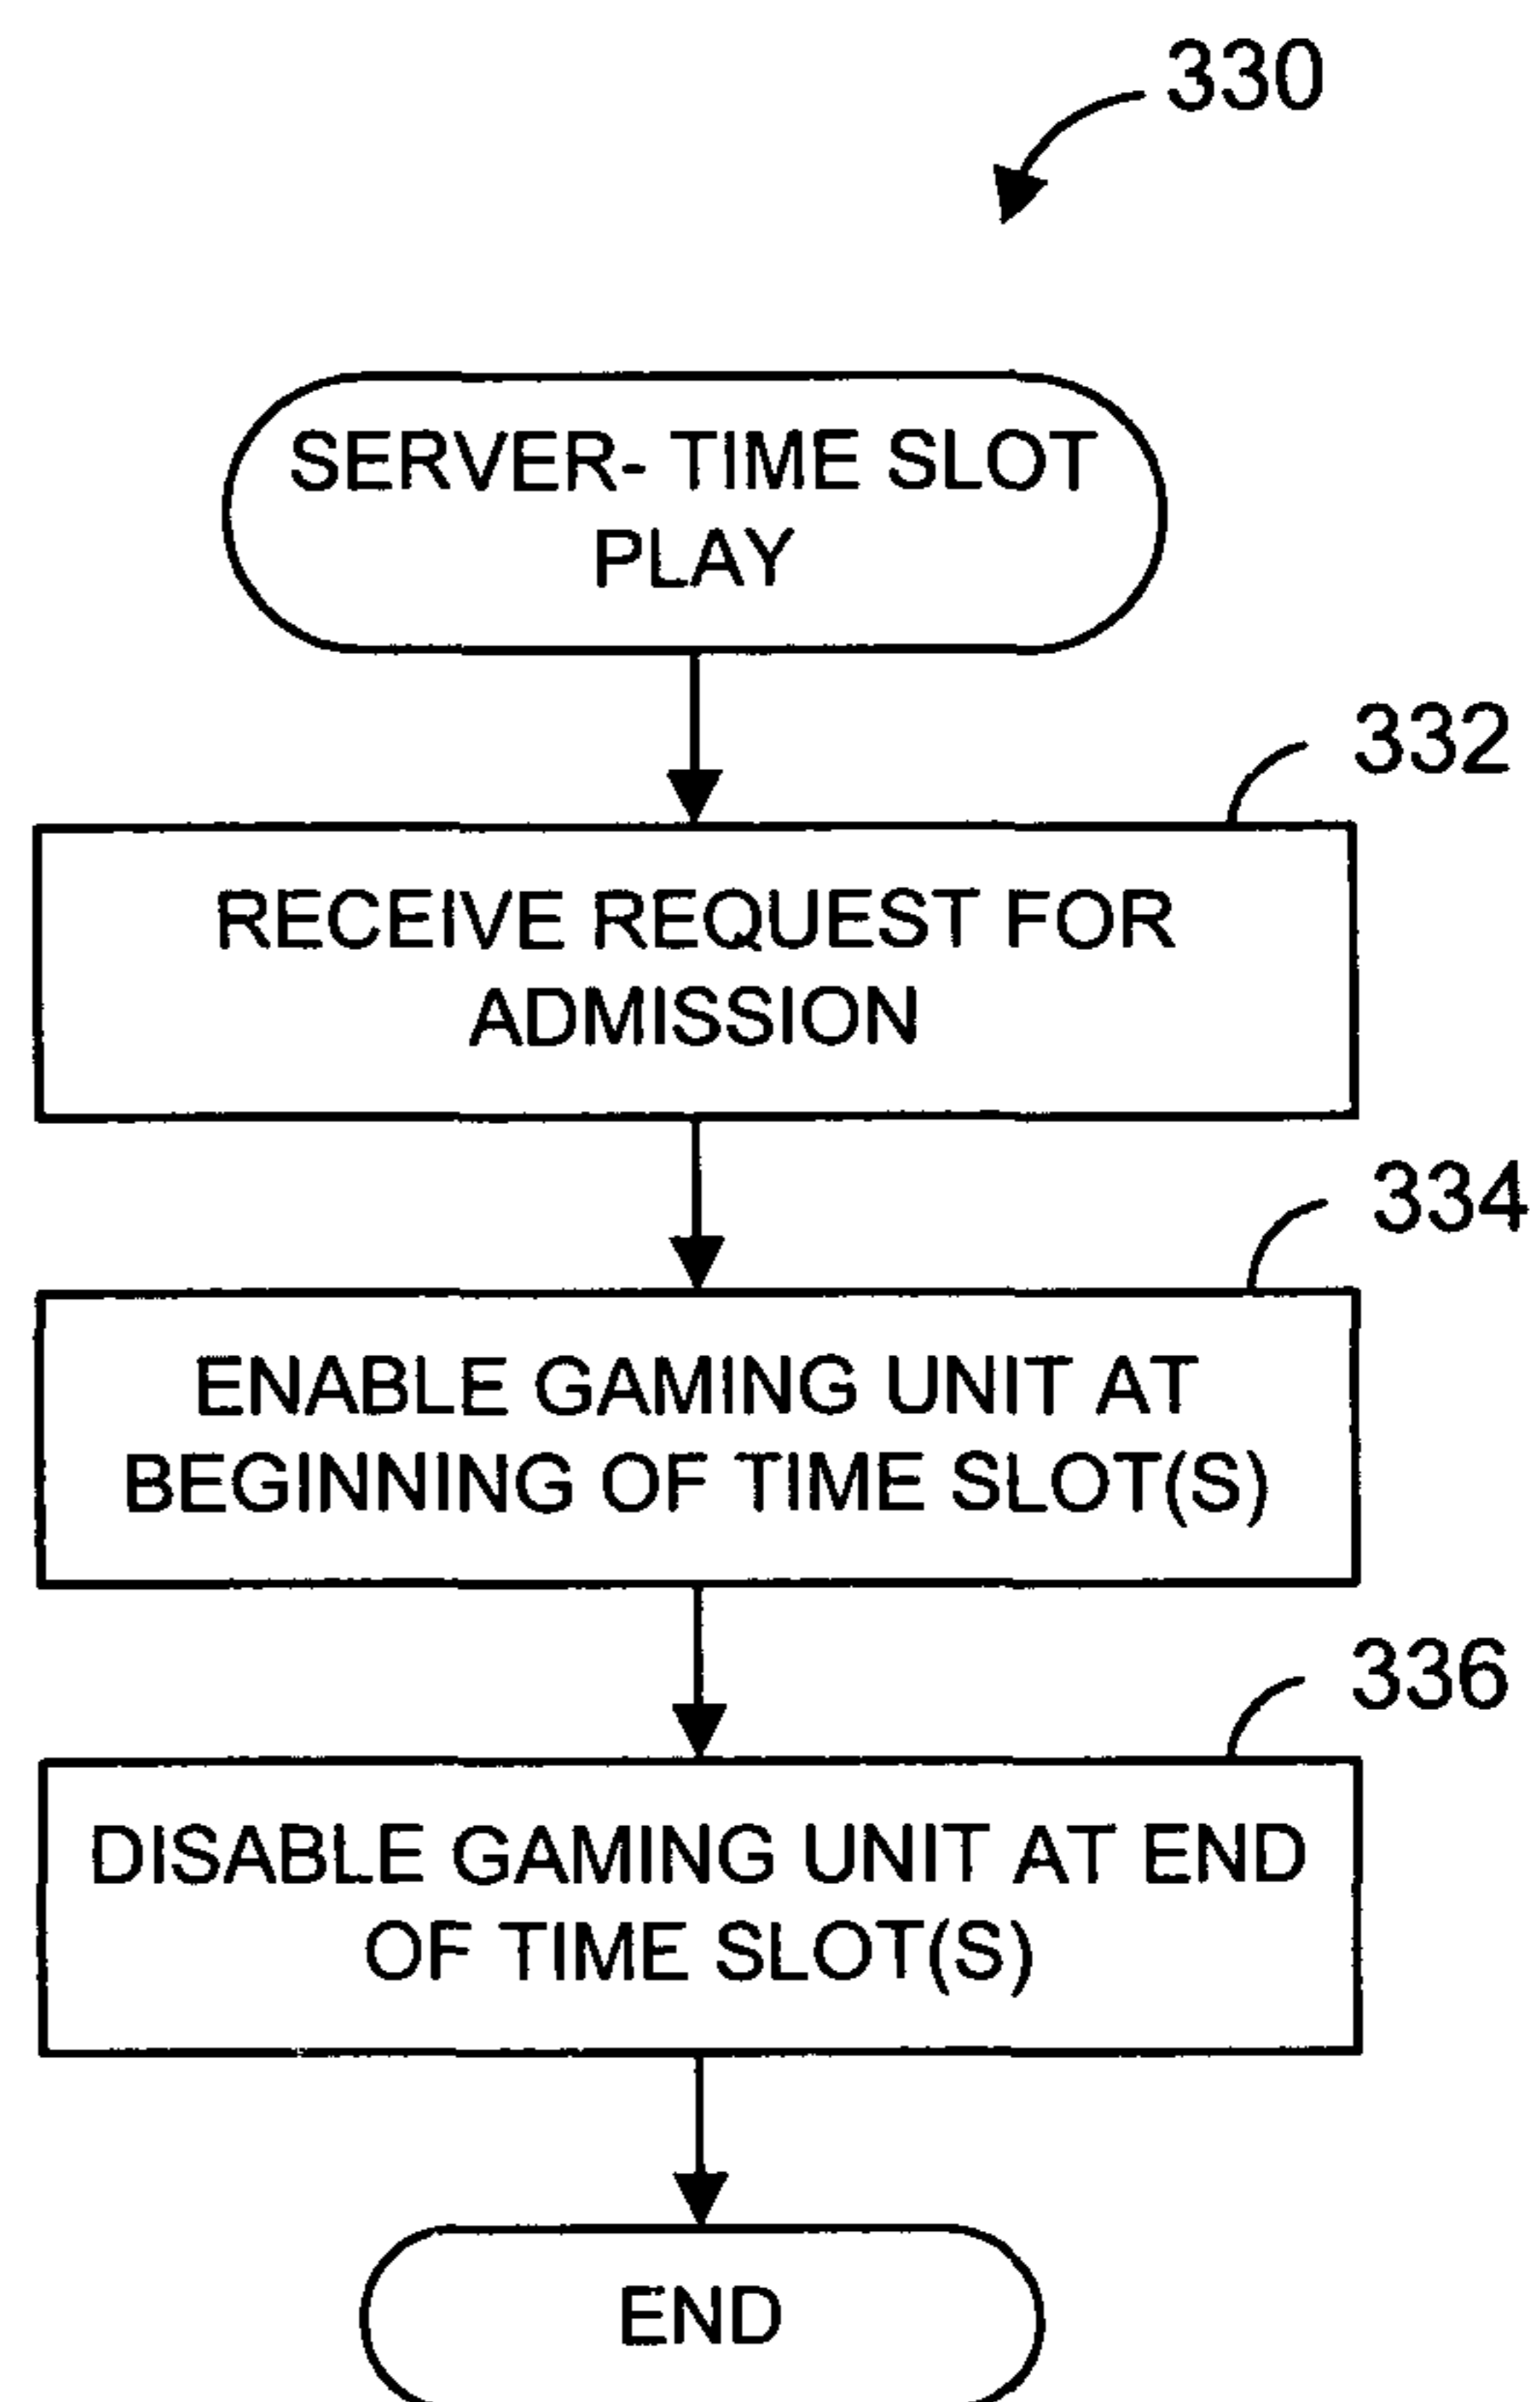 330
SERVER- TIME SLOT
PLAY
332
RECEIVE REQUEST FOR
ADMISSION
334
ENABLE GAMING UNIT AT
BEGINNING OF TIME SLOT(S)
336
DISABLE GAMING UNIT AT END
OF TIME SLOT(S)
END